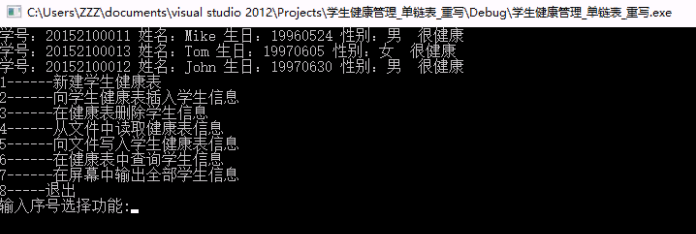 C:\Users\ZZZ\documents\visual studio 2012\Projects\学生健康管理_单链表_重写\Debug\学生健康管理_单链表_重写.exe
学号：20152100011 姓名：Mike 生日：19960524 性别：男  很健康
学号：20152100013 姓名：Tom 生日：19970605 性别：女  很健康
学号：20152100012 姓名：John 生日：19970630 性别：男  很健康
1------新建学生健康表
2------向学生健康表插入学生信息
3------在健康表删除学生信息
4------从文件中读取健康表信息
5------向文件写入学生健康表信息
6------在健康表中查询学生信息
7------在屏幕中输出全部学生信息
8-----退出
输入序号选择功能: